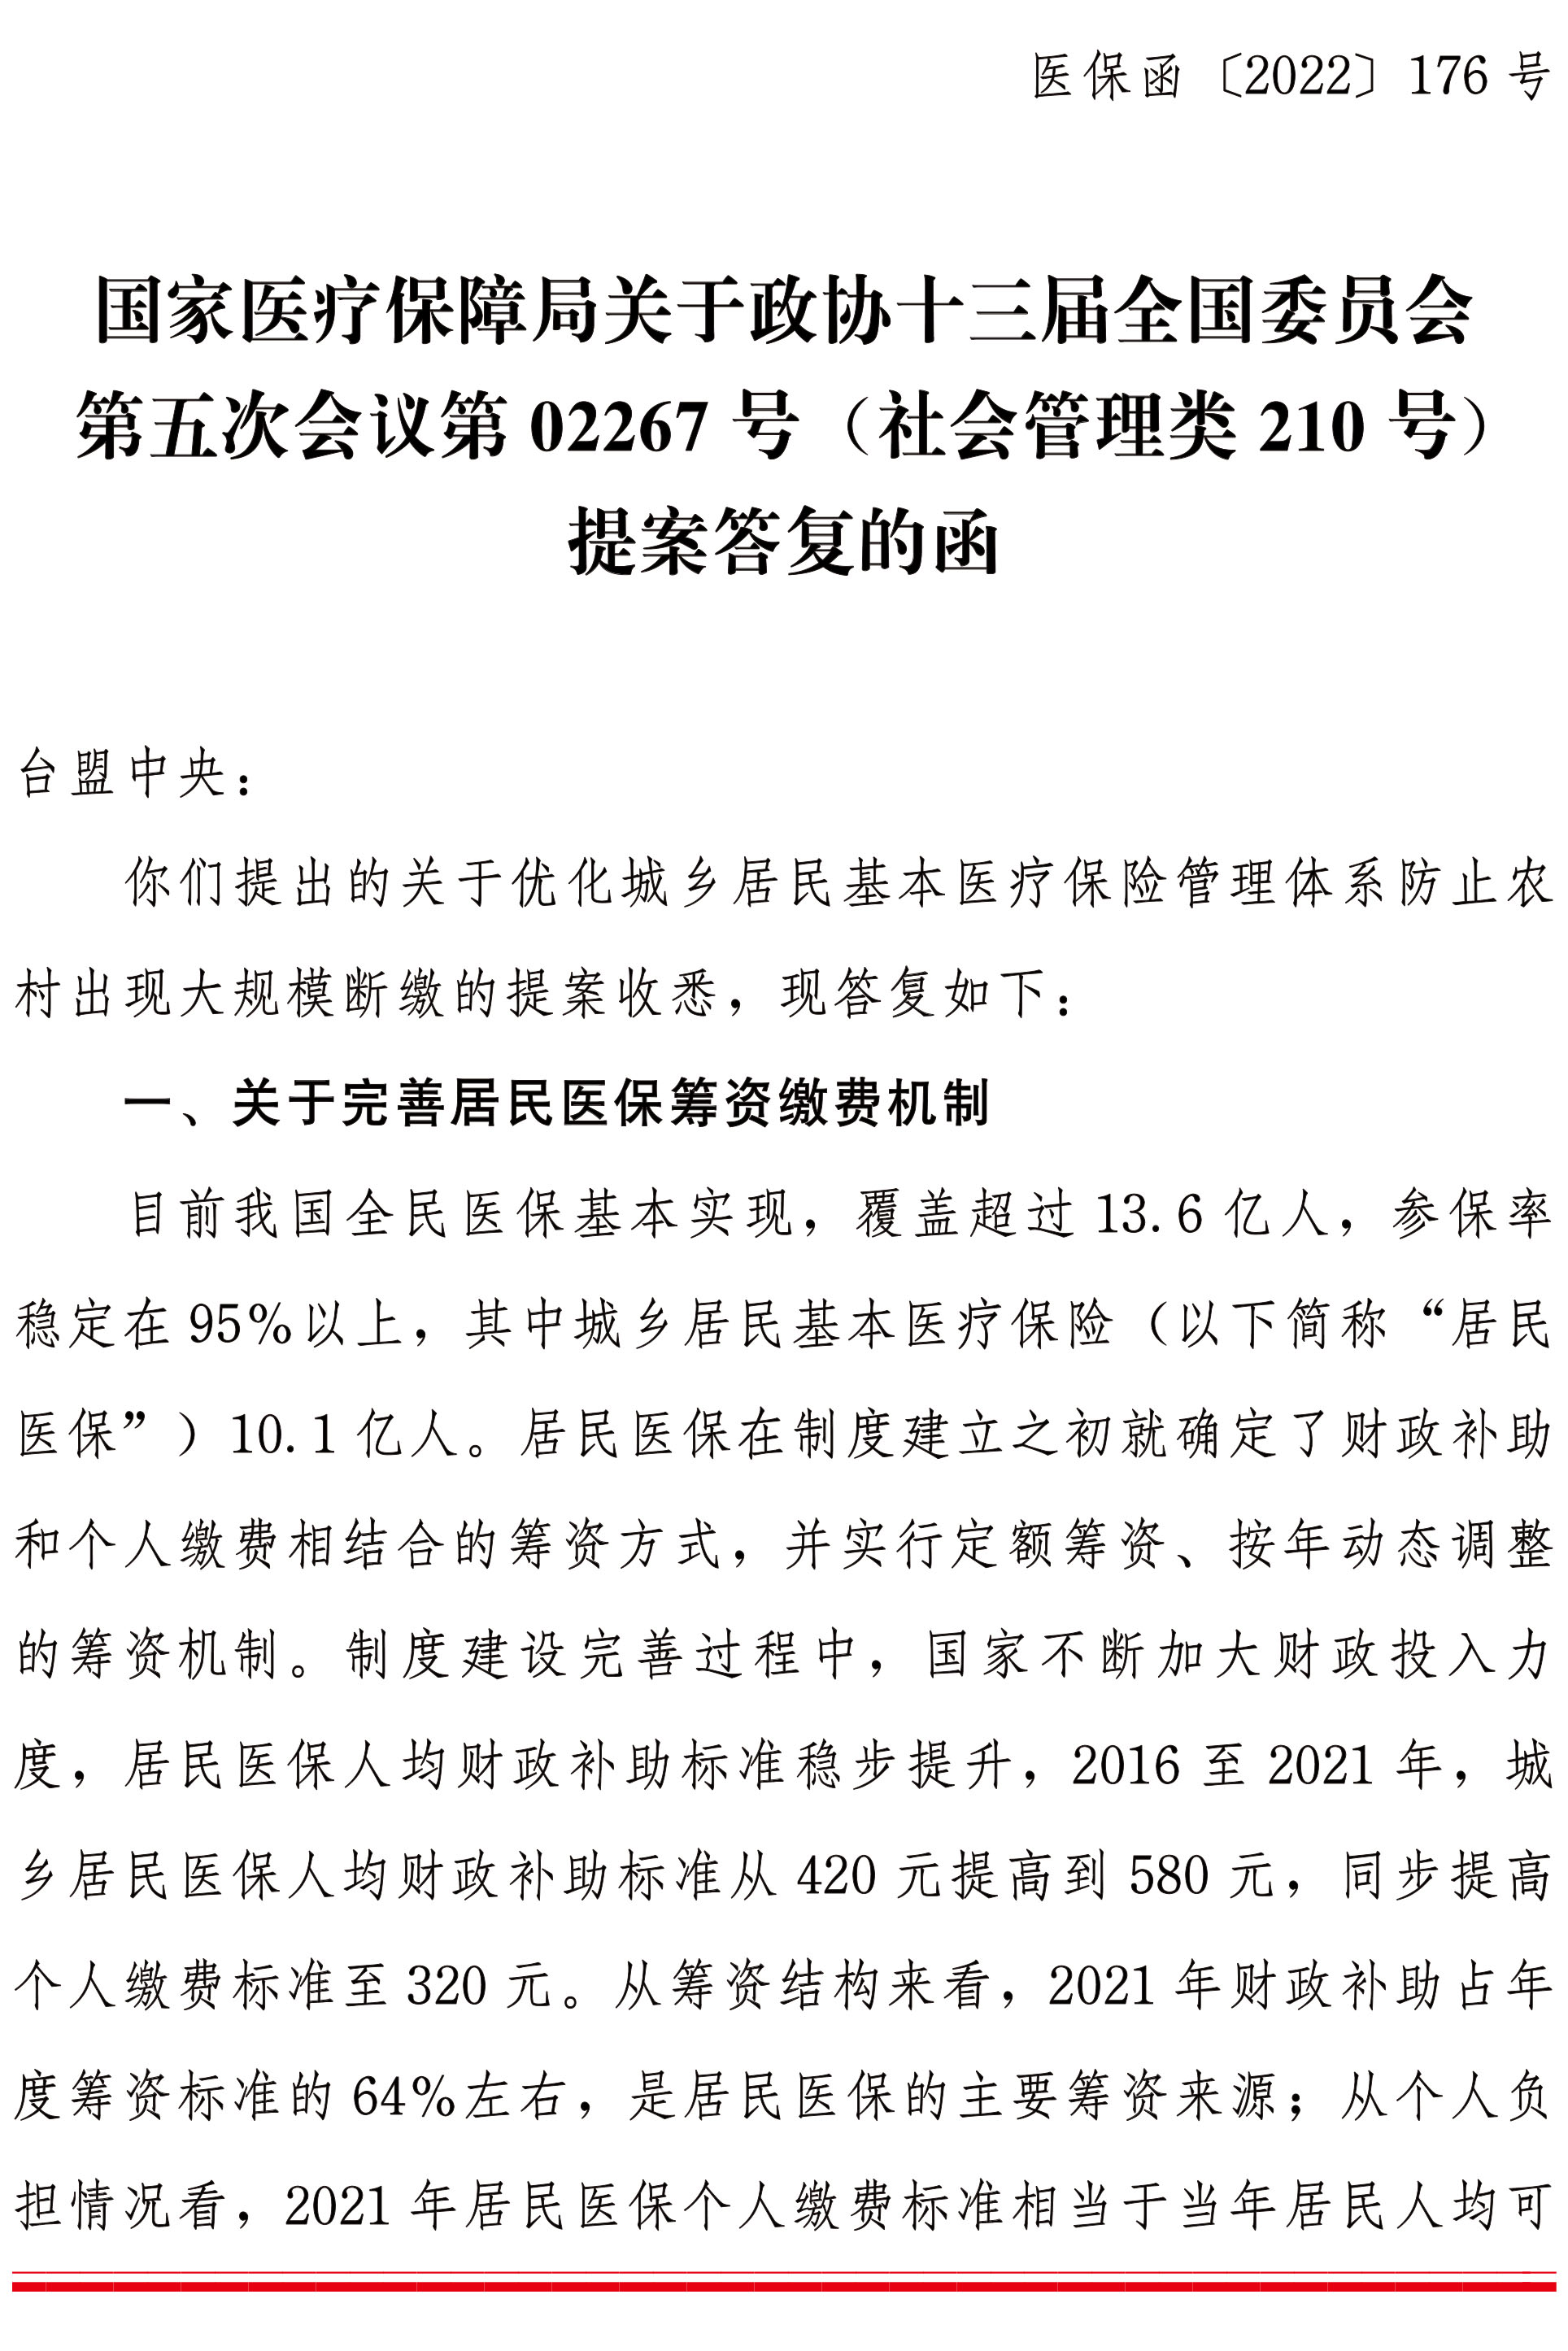 医保函〔2022〕176 号
国家医疗保障局关于政协十三届全国委员会
第五次会议第 02267 号（社会管理类 210 号）
提案答复的函
台盟中央：
你们提出的关于优化城乡居民基本医疗保险管理体系防止农
村出现大规模断缴的提案收悉，现答复如下：
一、关于完善居民医保筹资缴费机制
目前我国全民医保基本实现，覆盖超过 13.6 亿人，参保率
稳定在 95%以上，其中城乡居民基本医疗保险（以下简称“居民
医保”）10.1 亿人。居民医保在制度建立之初就确定了财政补助
和个人缴费相结合的筹资方式，并实行定额筹资、按年动态调整
的筹资机制。制度建设完善过程中，国家不断加大财政投入力
度，居民医保人均财政补助标准稳步提升，2016 至 2021 年，城
乡居民医保人均财政补助标准从 420 元提高到 580 元，同步提高
个人缴费标准至 320 元。从筹资结构来看，2021 年财政补助占年
度筹资标准的 64%左右，是居民医保的主要筹资来源；从个人负
担情况看，2021 年居民医保个人缴费标准相当于当年居民人均可